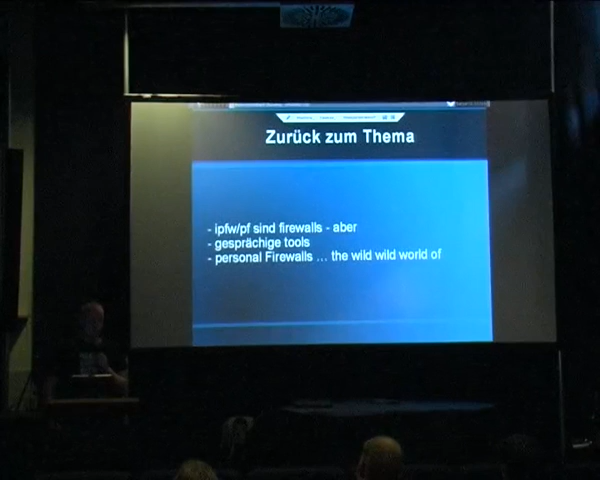 Zurück zum Thema
- ipfw/pf sind firewalls - aber
- gesprächige tools
- personal Firewalls ... the wild wild world of